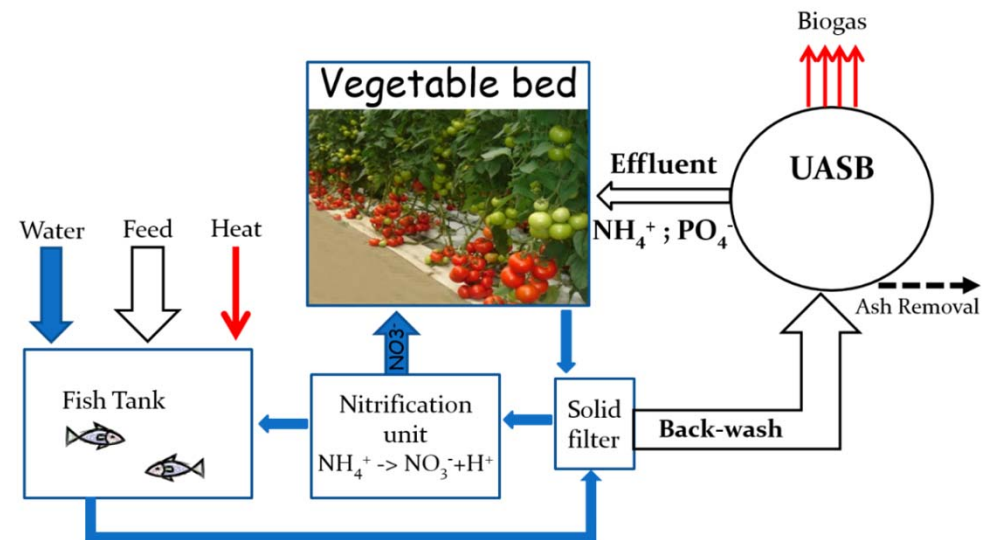 Biogas
Vegetable bed
UASB
Effluent
NH₄⁺ ; PO₄⁻
Ash Removal
Water
Feed
Heat
NO3-
Fish Tank
Nitrification
unit
NH₄⁺ -> NO₃⁻+H⁺
Solid
filter
Back-wash